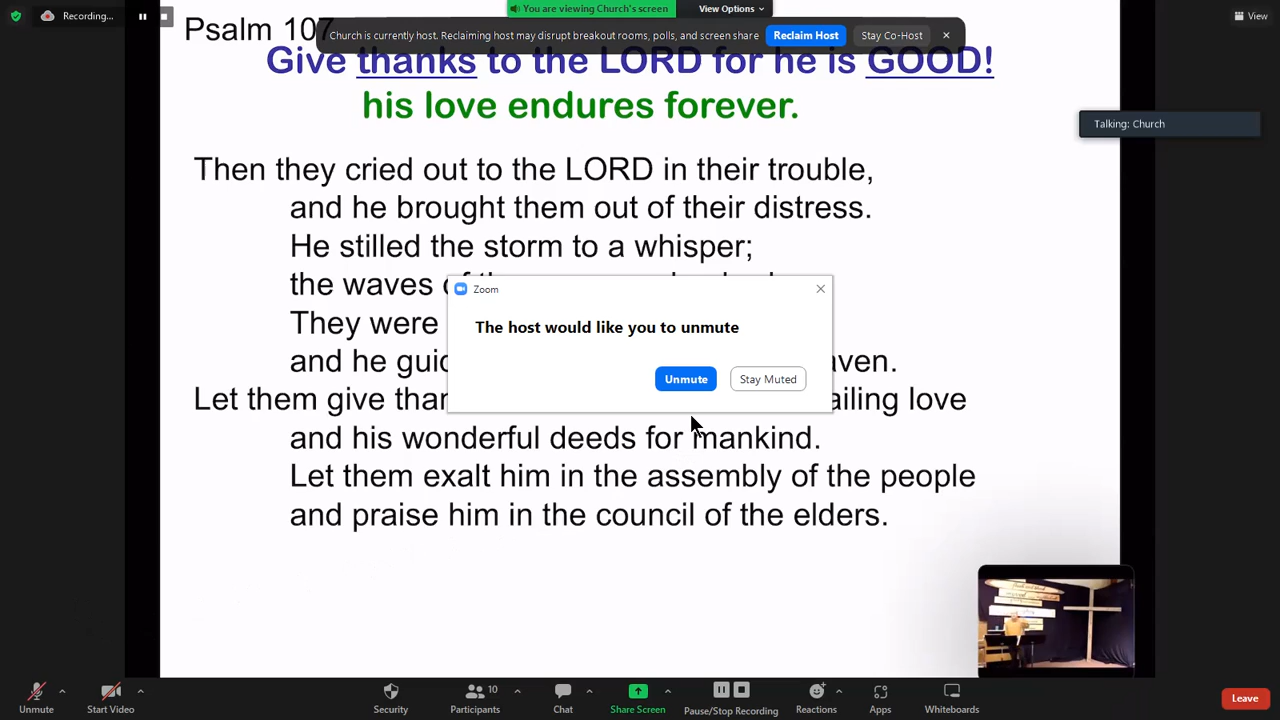 Recording...
You are viewing Church's screen
View Options
View
Psalm 107
Church is currently host. Reclaiming host may disrupt breakout rooms, polls, and screen share
Reclaim Host
Stay Co-Host
Give thanks to the LORD for he is GOOD!
his love endures forever.
Talking: Church
Then they cried out to the LORD in their trouble,
and he brought them out of their distress.
He stilled the storm to a whisper;
the waves
Zoom
The host would like you to unmute
They were
and he
Unmute
Stay Muted
Let them give
love
and his wonderful deeds for mankind.
Let them exalt him in the assembly of the people
and praise him in the council of the elders.
Unmute
Start Video
Security
Participants
10
Chat
Share Screen
Pause/Stop Recording
Reactions
Apps
Whiteboards
Leave